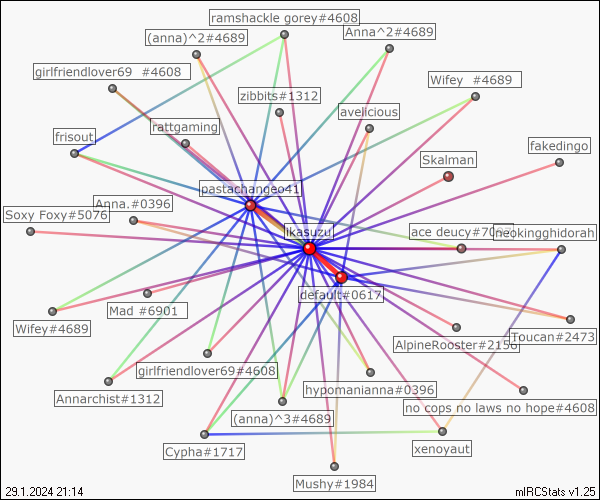 ramshackle gorey#4608
(anna)^2#4689
Anna^2#4689
girlfriendlover69 #4608
Wifey #4689
zibbits#1312
avelicious
rattgaming
frisout
fakedingo
Skalman
pastachangeo41
Anna.#0396
Soxy Foxy#5076
likasuzu
ace deucy#70
neokingghidorah
default#0617
Mad #6901
Wifey#4689
Toucan#2473
AlpineRooster#2156
girlfriendlover69#4608
hypomanianna#0396
Annarchist#1312
no cops no laws no hope#4608
(anna)^3#4689
xenoyaut
Cypha#1717
Mushy#1984
29.1.2024 21:14
mIRCStats v1.25